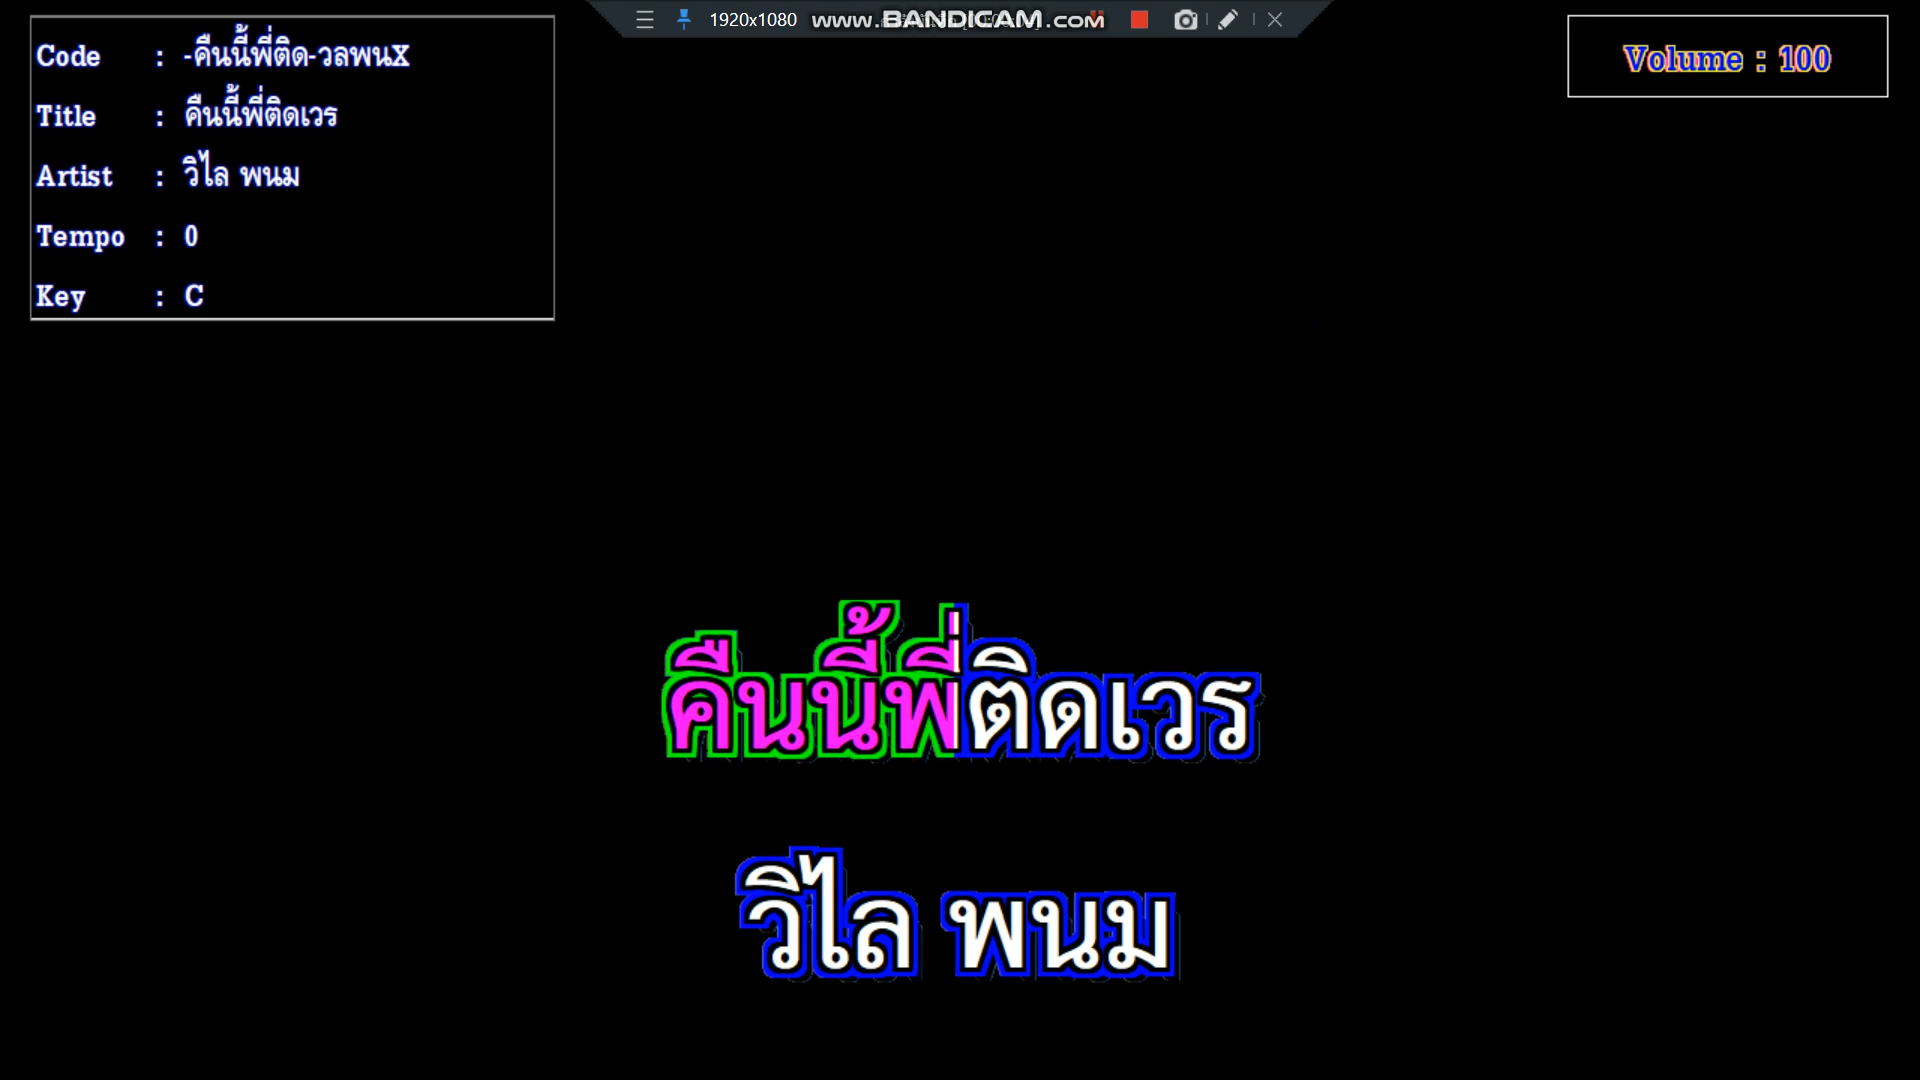 1920x1080 www.BANDICAM.com
Code : -คืนนี้พี่ติด-วลพนX
Title : คืนนี้พี่ติดเวร
Artist : วิไล พนม
Tempo : 0
Key : C
Volume : 100
คืนนี้พี่ติดเวร
วิไล พนม